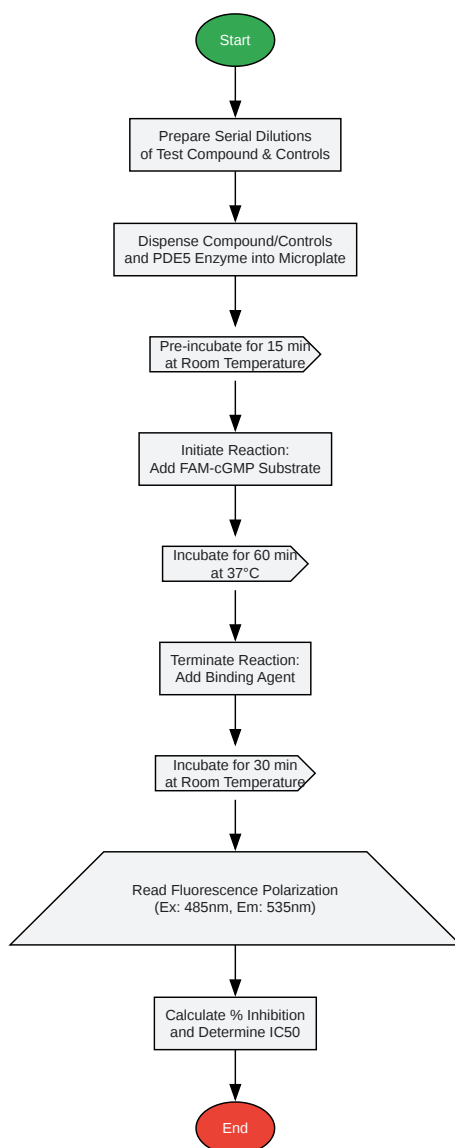 Start
Prepare Serial Dilutions
of Test Compound & Controls
Dispense Compound/Controls
and PDE5 Enzyme into Microplate
Pre-incubate for 15 min
at Room Temperature
Initiate Reaction:
Add FAM-cGMP Substrate
Incubate for 60 min
at 37°C
Terminate Reaction:
Add Binding Agent
Incubate for 30 min
at Room Temperature
Read Fluorescence Polarization
(Ex: 485nm, Em: 535nm)
Calculate % Inhibition
and Determine IC50
End